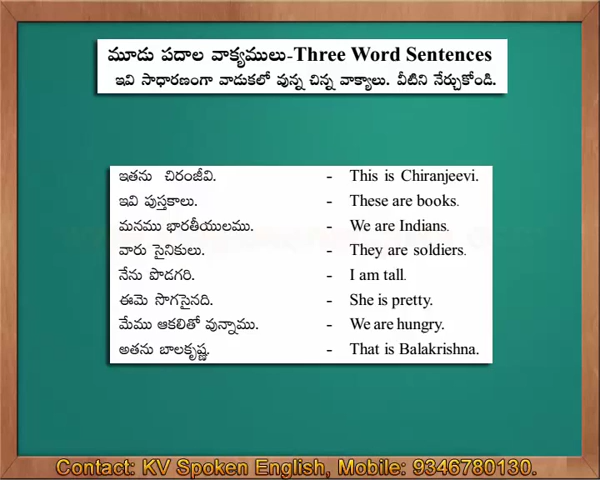 మూడు పదాల వాక్యములు-Three Word Sentences
ఇవి సాధారణంగా వాడుకలో వున్న చిన్న వాక్యాలు. వీటిని నేర్చుకోండి.
ఇతను చిరంజీవి. - This is Chiranjeevi.
ఇవి పుస్తకాలు. - These are books.
మనము భారతీయులము. - We are Indians.
వారు సైనికులు. - They are soldiers.
నేను పొడగరి. - I am tall.
ఈమె సొగసైనది. - She is pretty.
మేము ఆకలితో వున్నాము. - We are hungry.
అతను బాలకృష్ణ. - That is Balakrishna.
Contact: KV Spoken English, Mobile: 9346780130.